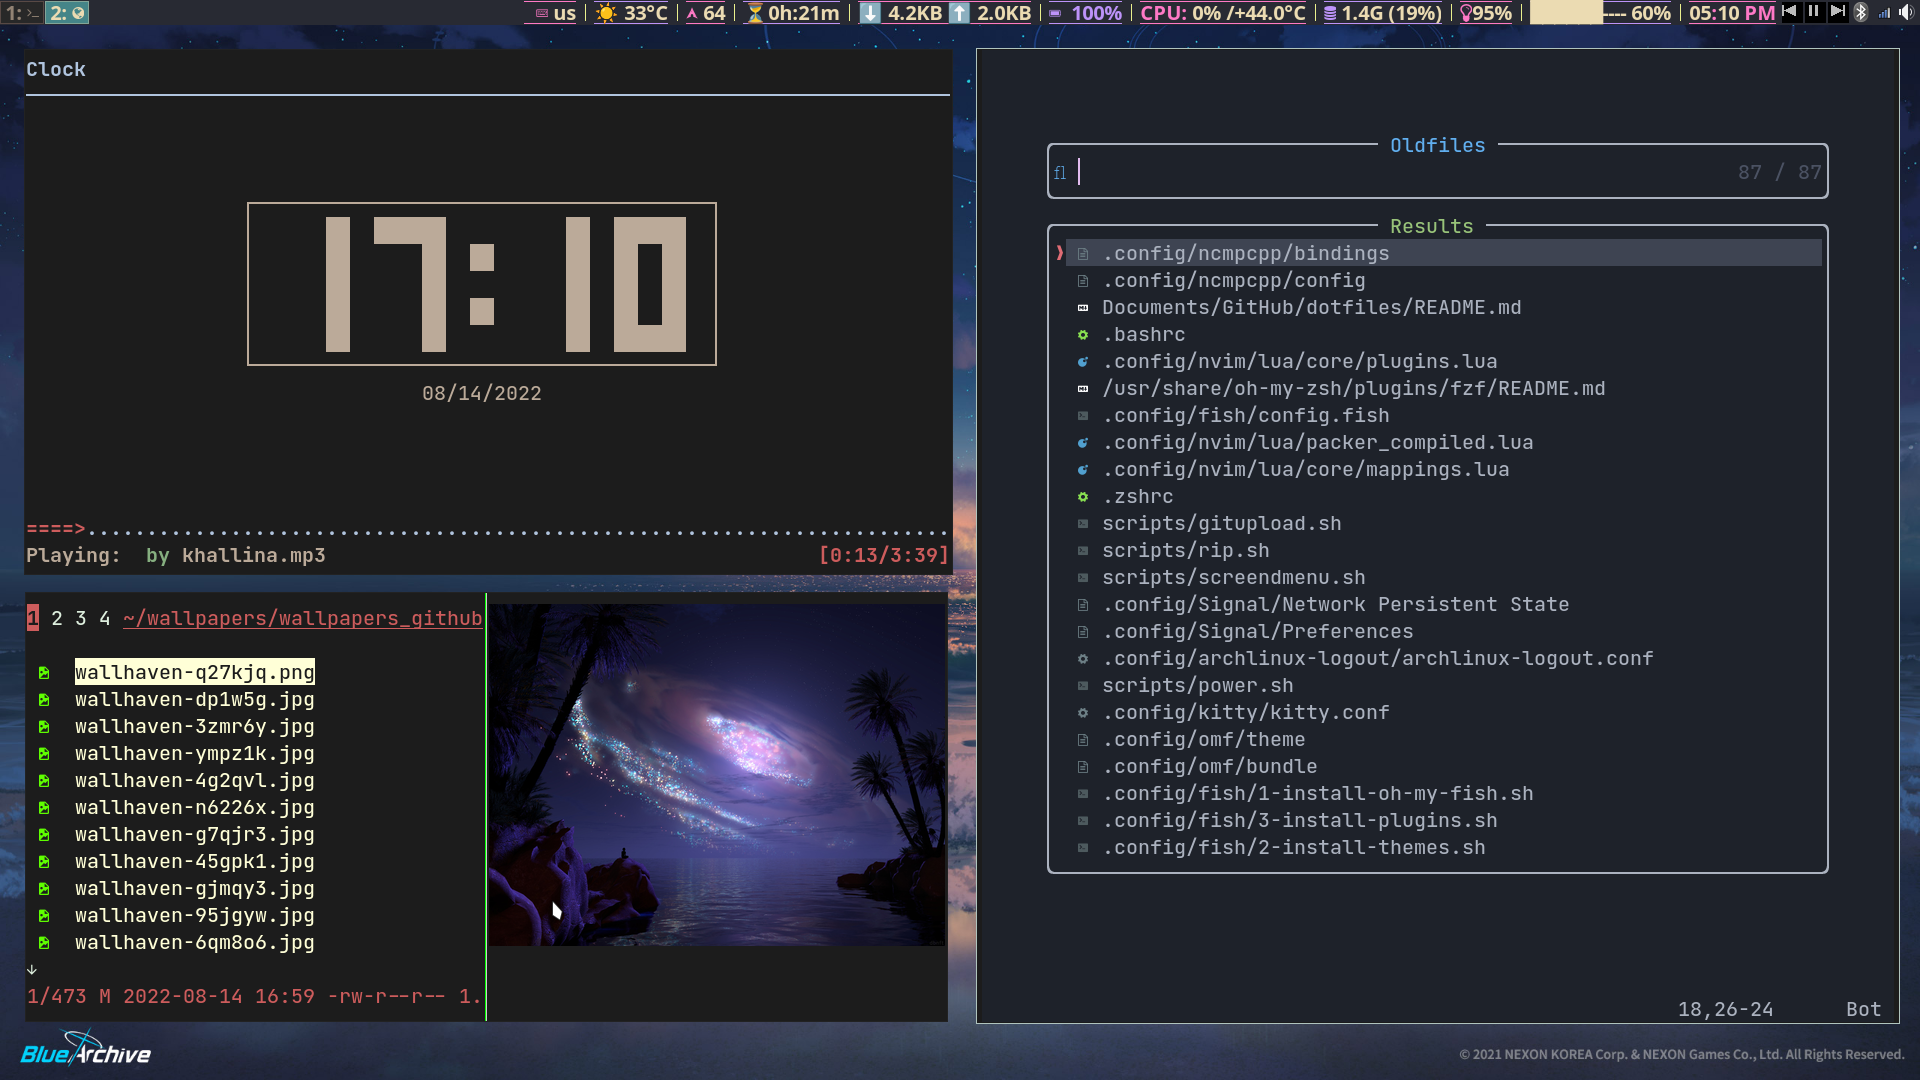 1: 2: us 33°C 64 0h:21m 4.2KB 2.0KB 100% CPU: 0% /+44.0°C 1.4G (19%) 95% ---- 60% 05:10 PM
Clock
17:10
08/14/2022
====>
Playing: by khallina.mp3 [0:13/3:39]
1 2 3 4 ~/wallpapers/wallpapers_github
wallhaven-q27kjq.png
wallhaven-dp1w5g.jpg
wallhaven-3zmr6y.jpg
wallhaven-ympz1k.jpg
wallhaven-4g2qvl.jpg
wallhaven-n6226x.jpg
wallhaven-g7qjr3.jpg
wallhaven-45gpk1.jpg
wallhaven-gjmqy3.jpg
wallhaven-95jgyw.jpg
wallhaven-6qm8o6.jpg
1/473 M 2022-08-14 16:59 -rw-r--r-- 1.
Oldfiles
87 / 87
Results
.config/ncmpcpp/bindings
.config/ncmpcpp/config
Documents/GitHub/dotfiles/README.md
.bashrc
.config/nvim/lua/core/plugins.lua
/usr/share/oh-my-zsh/plugins/fzf/README.md
.config/fish/config.fish
.config/nvim/lua/packer_compiled.lua
.config/nvim/lua/core/mappings.lua
.zshrc
scripts/gitupload.sh
scripts/rip.sh
scripts/screendmenu.sh
.config/Signal/Network Persistent State
.config/Signal/Preferences
.config/archlinux-logout/archlinux-logout.conf
scripts/power.sh
.config/kitty/kitty.conf
.config/omf/theme
.config/omf/bundle
.config/fish/1-install-oh-my-fish.sh
.config/fish/3-install-plugins.sh
.config/fish/2-install-themes.sh
18,26-24 Bot
Blue Archive
© 2021 NEXON KOREA Corp. & NEXON Games Co., Ltd. All Rights Reserved.